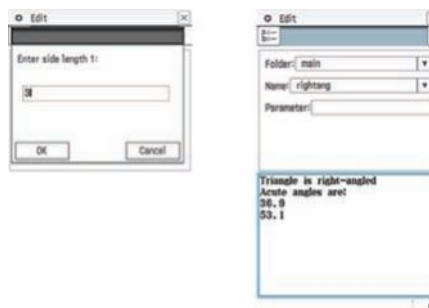 Edit
Enter side length 1:
3
OK
Cancel
Edit
Folder: main
Name: rightang
Parameter:
Triangle is right-angled
Acute angles are:
36.9
53.1